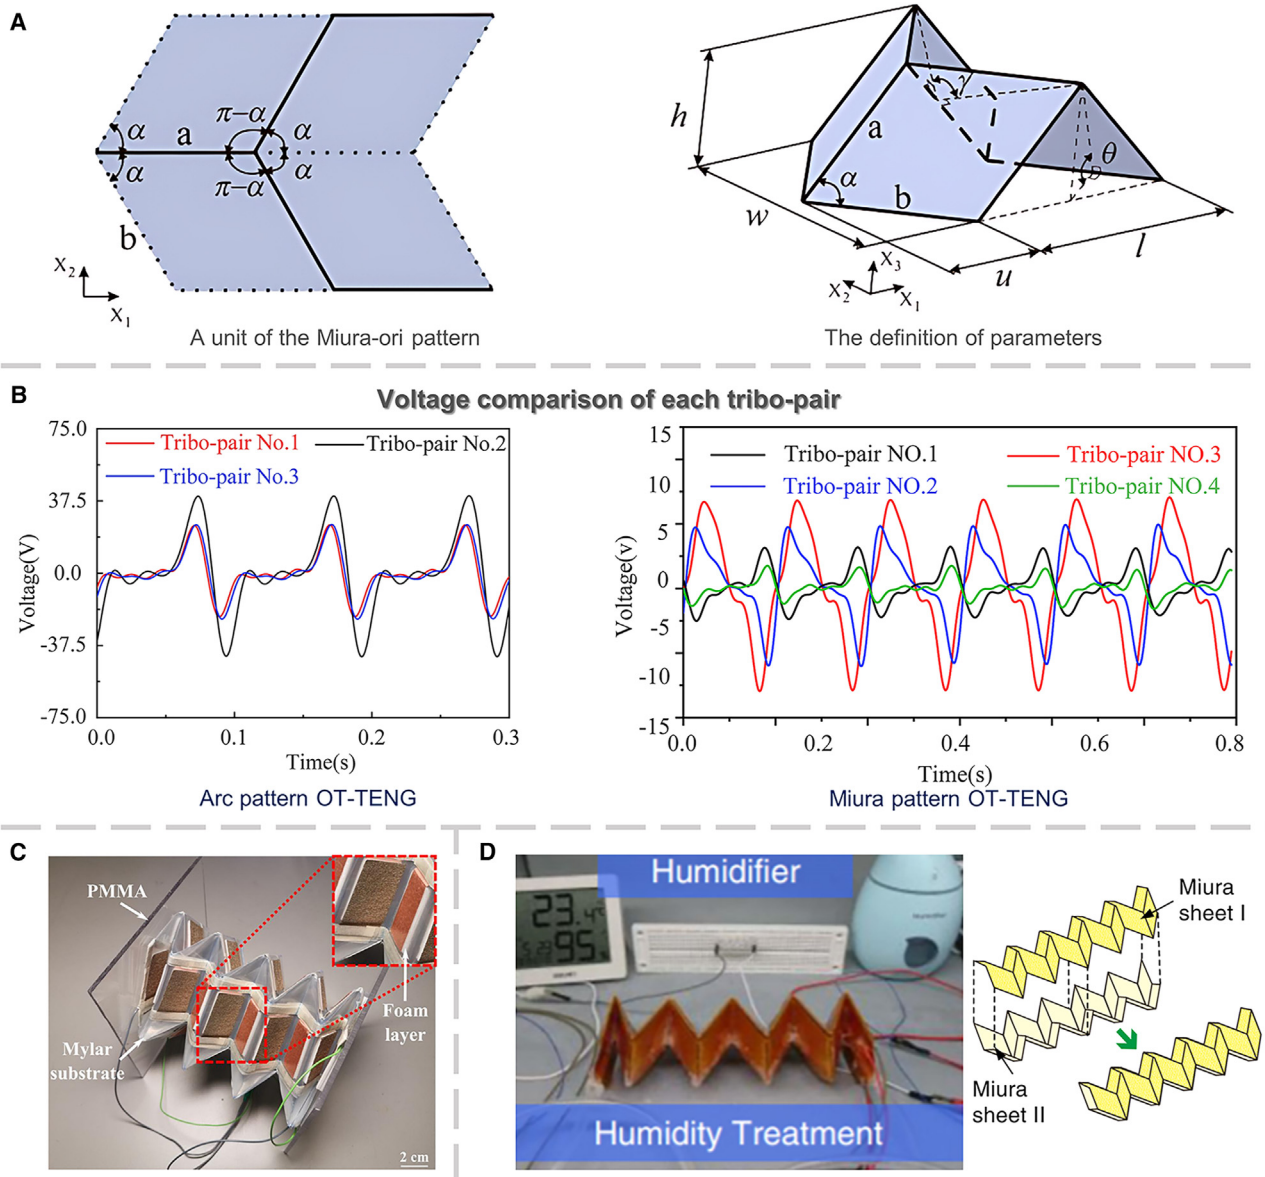 A
α
α
a
π−α
π−α
α
α
b
X2
X1
A unit of the Miura-ori pattern
h
a
α
b
γ
θ
w
u
l
X3
X2
X1
The definition of parameters
B
Voltage comparison of each tribo-pair
75.0
37.5
0.0
-37.5
-75.0
Voltage(V)
Tribo-pair No.1
Tribo-pair No.2
Tribo-pair No.3
0.0
0.1
0.2
0.3
Time(s)
Arc pattern OT-TENG
15
10
5
0
-5
-10
-15
Voltage(v)
Tribo-pair NO.1
Tribo-pair NO.3
Tribo-pair NO.2
Tribo-pair NO.4
0.0
0.2
0.4
0.6
0.8
Time(s)
Miura pattern OT-TENG
C
PMMA
Foam
layer
Mylar
substrate
2 cm
D
Humidifier
23.
95
Humidifier
Humidity Treatment
Miura
sheet I
Miura
sheet II